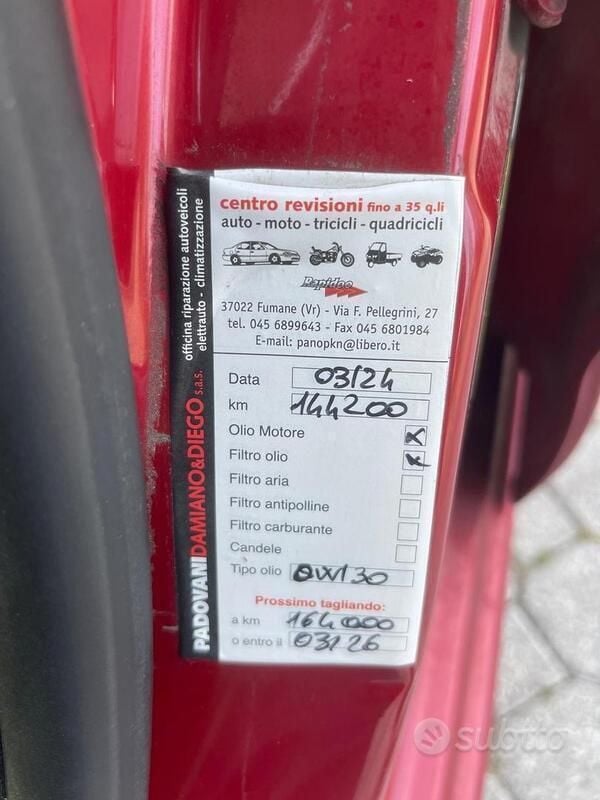 PADOVANIDAMIANO&DIEGO s.a.s.
officina riparazione autoveicoli
elettrauto - climatizzazione
centro revisioni fino a 35 q.li
auto - moto - tricicli - quadricicli
Rapidoo
37022 Fumane (Vr) - Via F. Pellegrini, 27
tel. 045 6899643 - Fax 045 6801984
E-mail: panopkn@libero.it
Data 03/24
km 144200
Olio Motore X
Filtro olio X
Filtro aria
Filtro antipolline
Filtro carburante
Candele
Tipo olio 0W/30
Prossimo tagliando:
a km 164000
o entro il 03/26
subito